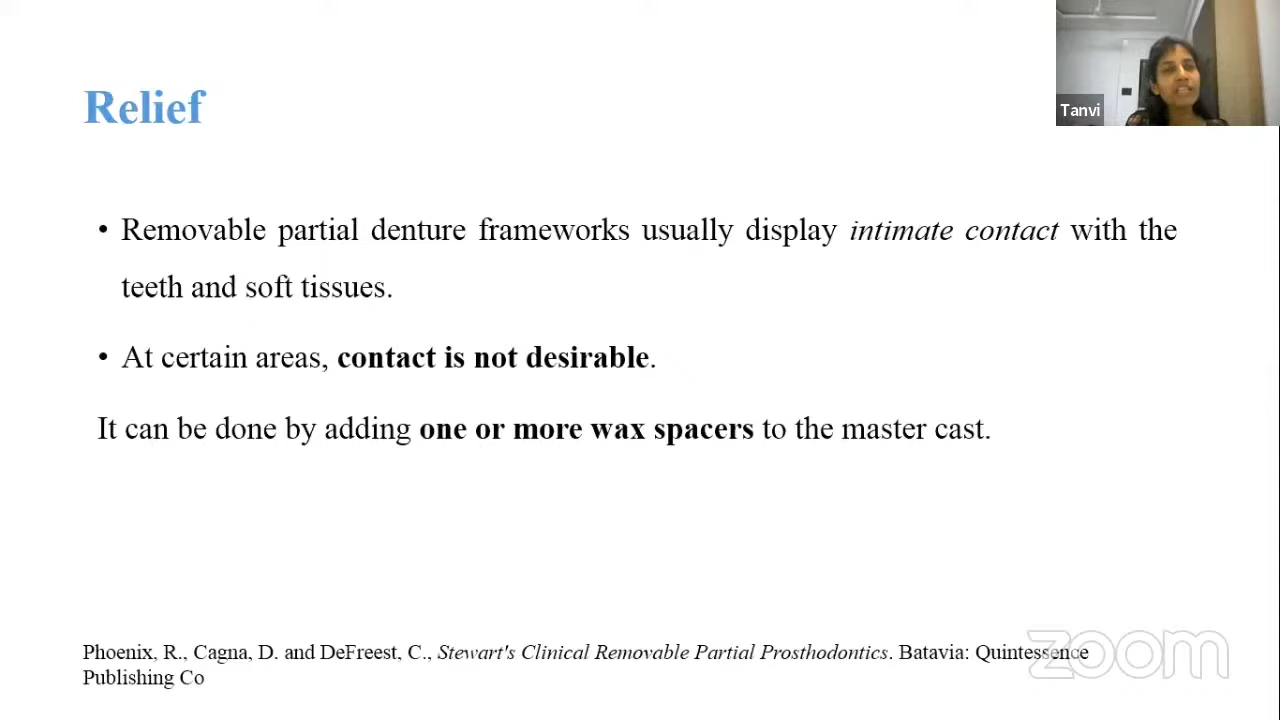 Relief
Tanvi
• Removable partial denture frameworks usually display intimate contact with the
teeth and soft tissues.
• At certain areas, contact is not desirable.
It can be done by adding one or more wax spacers to the master cast.
Phoenix, R., Cagna, D. and DeFreest, C., Stewart's Clinical Removable Partial Prosthodontics. Batavia: Quintessence
Publishing Co
zoom